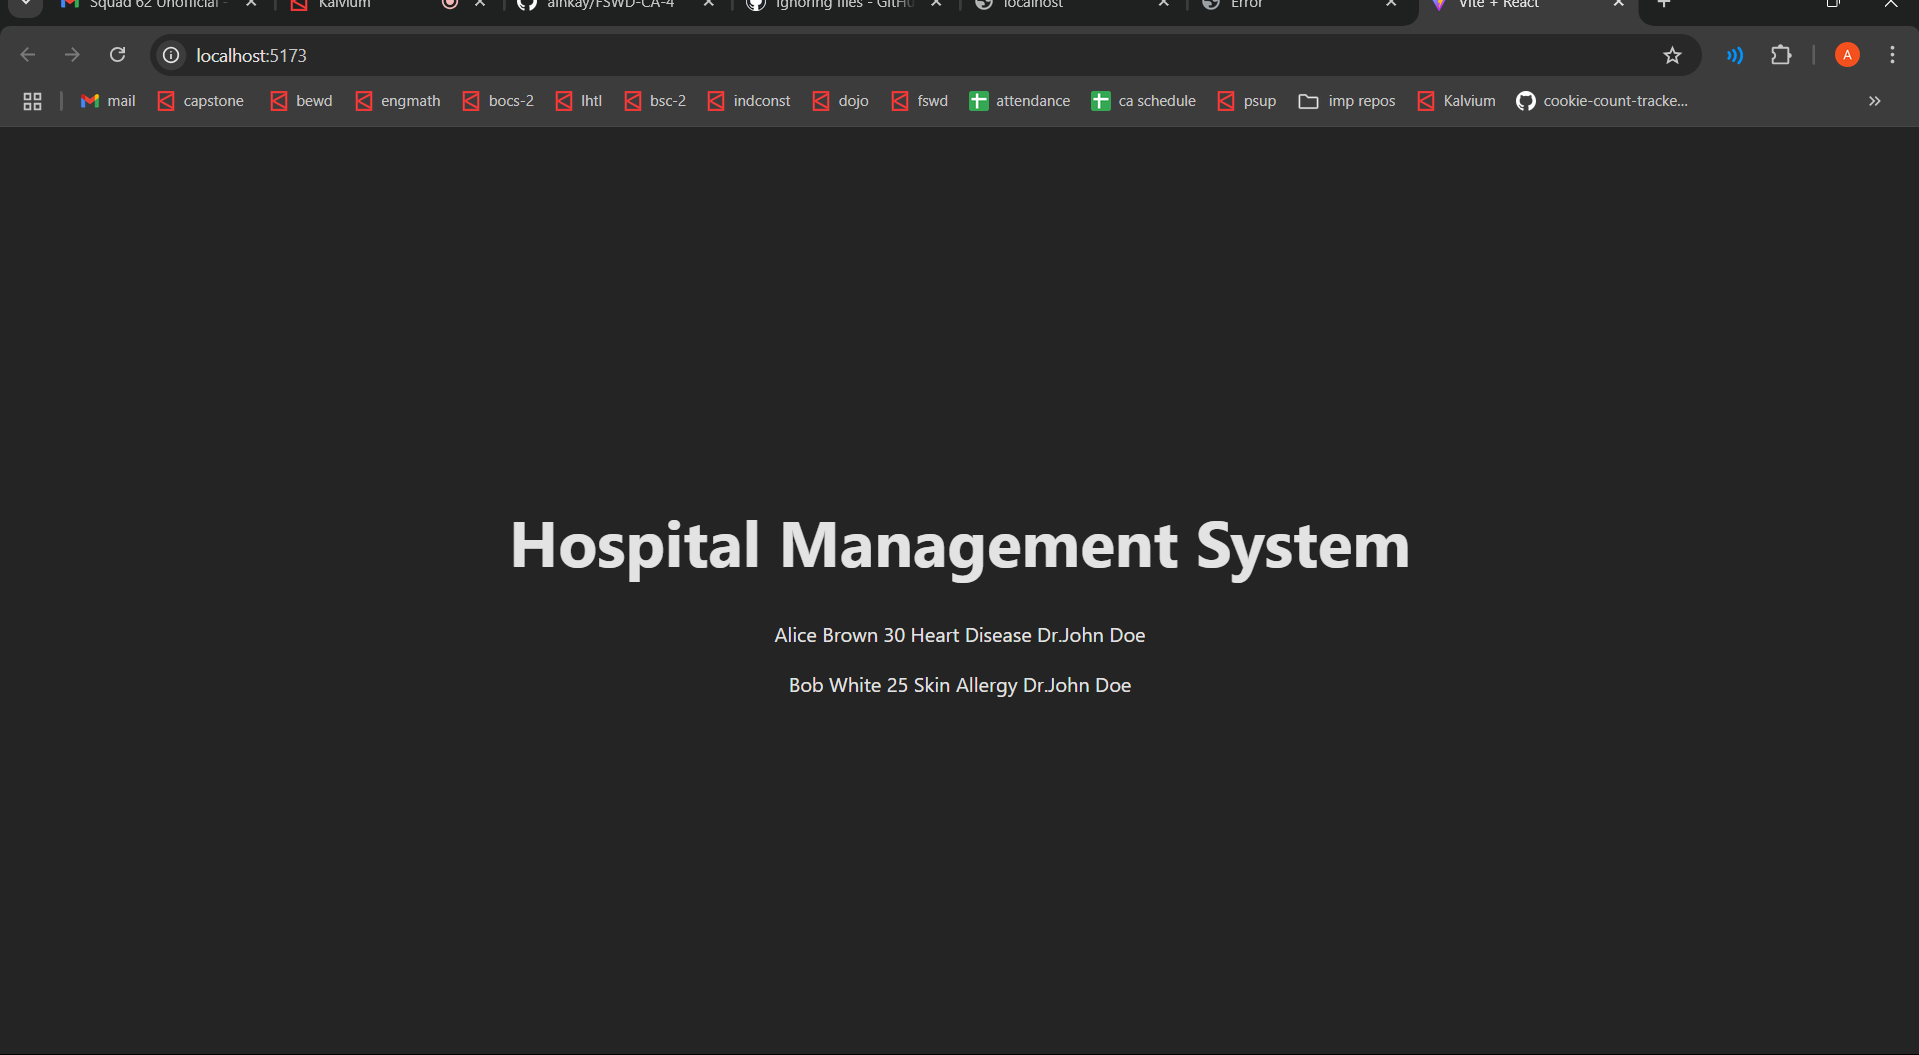 Squad 62 Unofficial -
Kalvium
ainkay/FSWD-CA-4
Ignoring files - GitHu
localhost
Error
Vite + React
localhost:5173
A
mail
capstone
bewd
engmath
bocs-2
lhtl
bsc-2
indconst
dojo
fswd
attendance
ca schedule
psup
imp repos
Kalvium
cookie-count-tracke...
Hospital Management System
Alice Brown 30 Heart Disease Dr.John Doe
Bob White 25 Skin Allergy Dr.John Doe